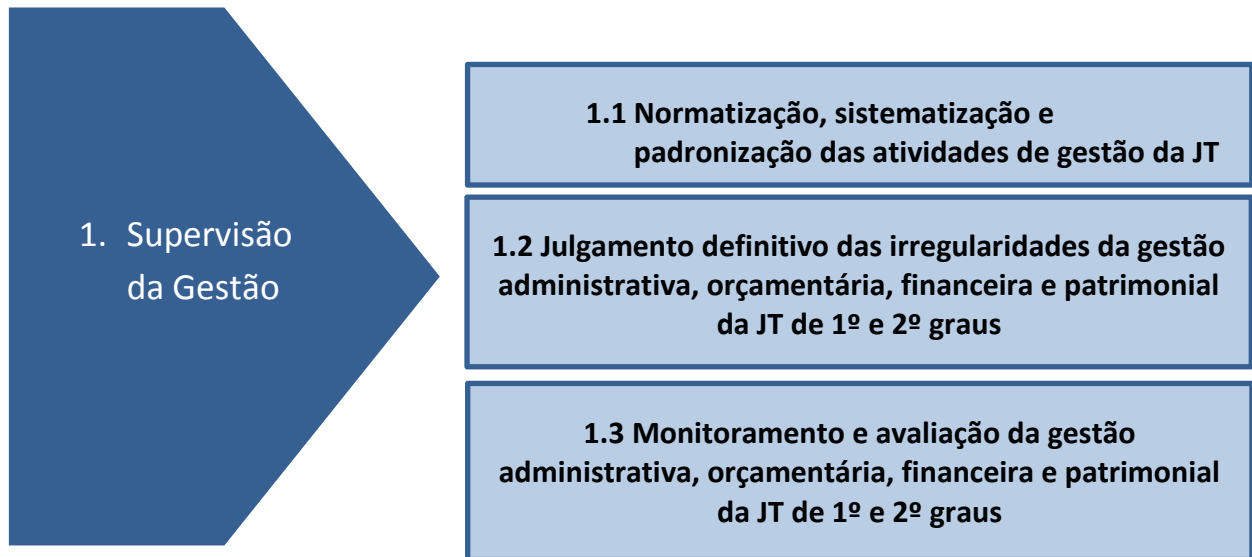 1. Supervisão
da Gestão
1.1 Normatização, sistematização e
padronização das atividades de gestão da JT
1.2 Julgamento definitivo das irregularidades da gestão
administrativa, orçamentária, financeira e patrimonial
da JT de 1º e 2º graus
1.3 Monitoramento e avaliação da gestão
administrativa, orçamentária, financeira e patrimonial
da JT de 1º e 2º graus